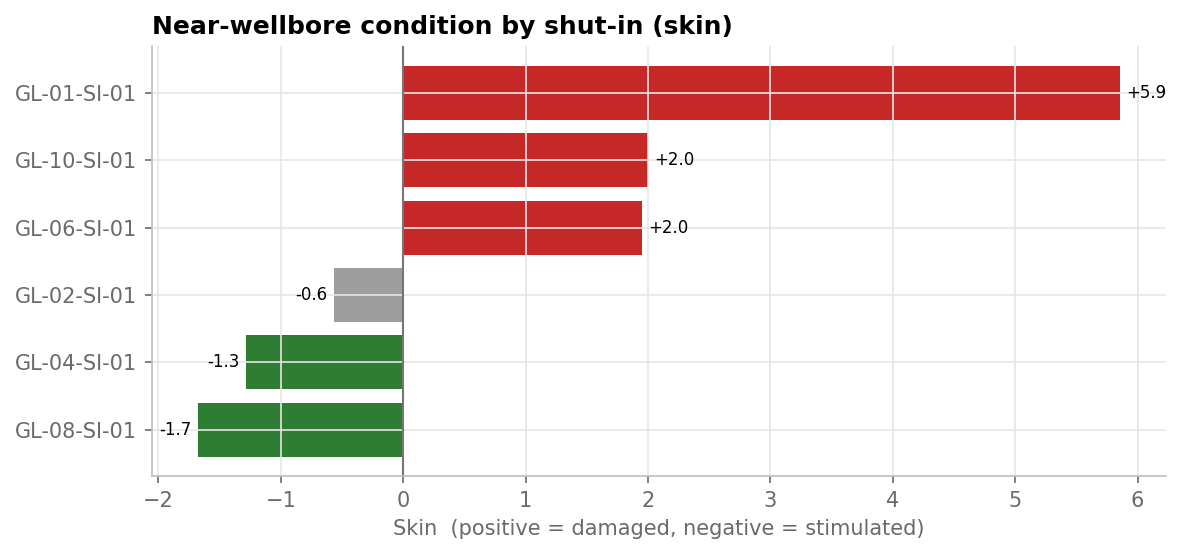 Near-wellbore condition by shut-in (skin)
GL-01-SI-01
+5.9
GL-10-SI-01
+2.0
GL-06-SI-01
+2.0
GL-02-SI-01
-0.6
GL-04-SI-01
-1.3
GL-08-SI-01
-1.7
−2 −1 0 1 2 3 4 5 6
Skin  (positive = damaged, negative = stimulated)